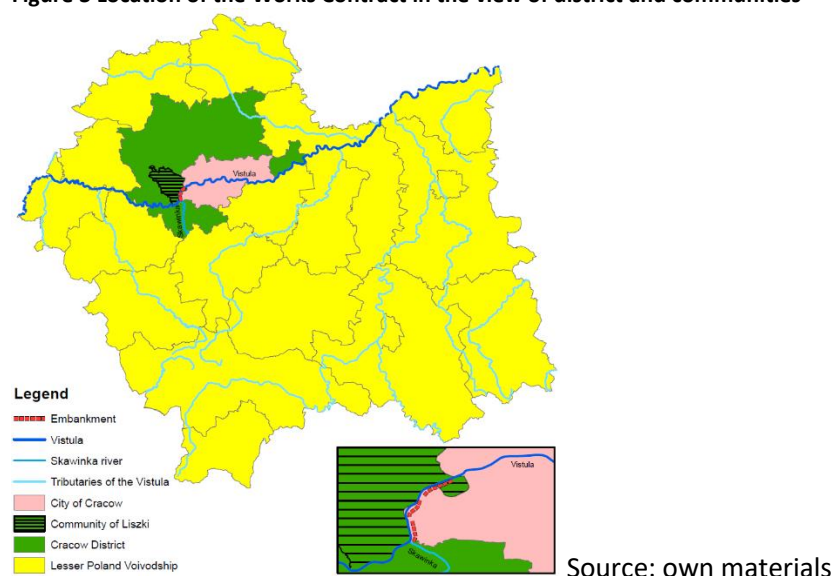 Figure 3 Location of the Works Contract in the view of district and communities
Vistula
Skawinka
Legend
Embankment
Vistula
Skawinka river
Tributaries of the Vistula
City of Cracow
Community of Liszki
Cracow District
Lesser Poland Voivodship
Vistula
Skawinka
Source: own materials